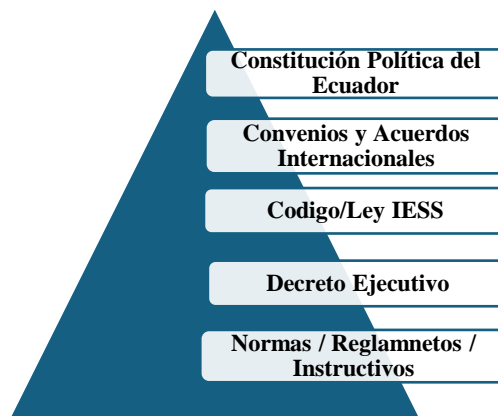 Constitución Política del
Ecuador
Convenios y Acuerdos
Internacionales
Codigo/Ley IESS
Decreto Ejecutivo
Normas / Reglamnetos /
Instructivos